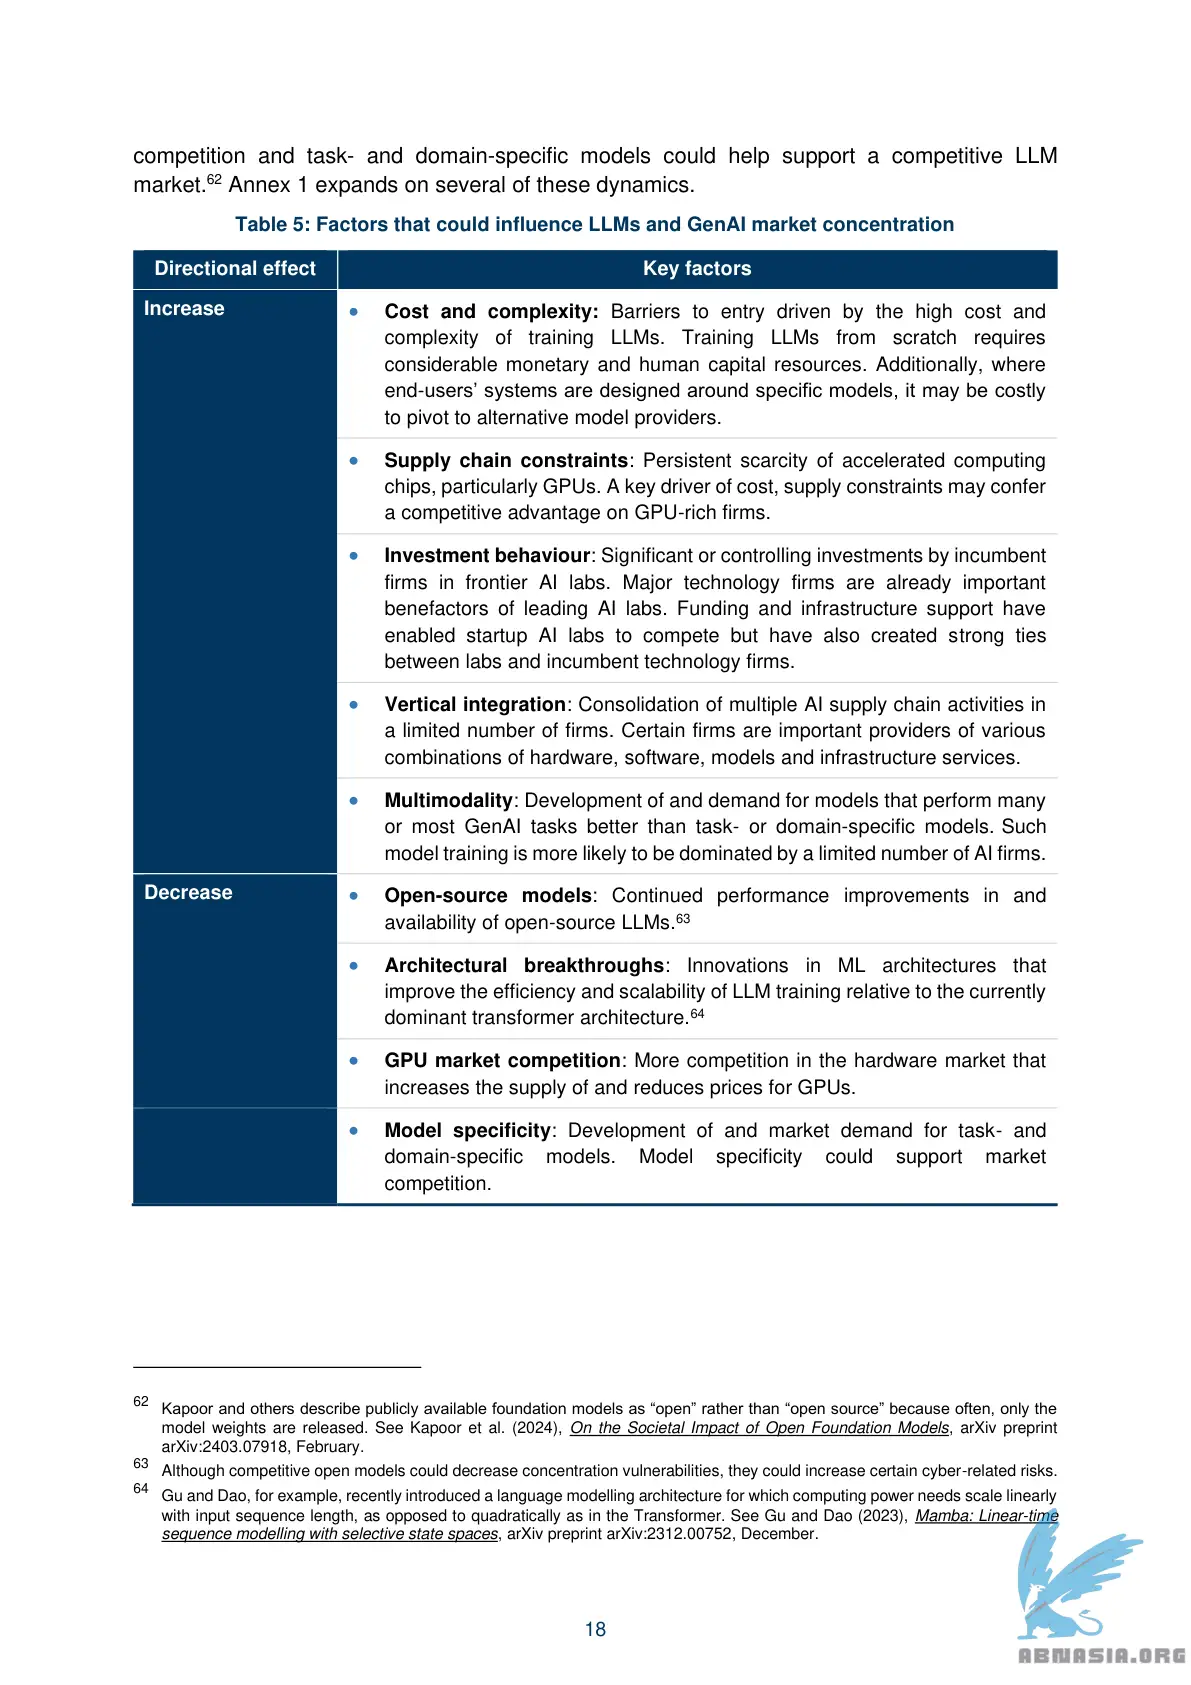 competition and task- and domain-specific models could help support a competitive LLM
market.62 Annex 1 expands on several of these dynamics.
Table 5: Factors that could influence LLMs and GenAI market concentration
Directional effect Key factors
Increase
• Cost and complexity: Barriers to entry driven by the high cost and
complexity of training LLMs. Training LLMs from scratch requires
considerable monetary and human capital resources. Additionally, where
end-users’ systems are designed around specific models, it may be costly
to pivot to alternative model providers.
• Supply chain constraints: Persistent scarcity of accelerated computing
chips, particularly GPUs. A key driver of cost, supply constraints may confer
a competitive advantage on GPU-rich firms.
• Investment behaviour: Significant or controlling investments by incumbent
firms in frontier AI labs. Major technology firms are already important
benefactors of leading AI labs. Funding and infrastructure support have
enabled startup AI labs to compete but have also created strong ties
between labs and incumbent technology firms.
• Vertical integration: Consolidation of multiple AI supply chain activities in
a limited number of firms. Certain firms are important providers of various
combinations of hardware, software, models and infrastructure services.
• Multimodality: Development of and demand for models that perform many
or most GenAI tasks better than task- or domain-specific models. Such
model training is more likely to be dominated by a limited number of AI firms.
Decrease
• Open-source models: Continued performance improvements in and
availability of open-source LLMs.63
• Architectural breakthroughs: Innovations in ML architectures that
improve the efficiency and scalability of LLM training relative to the currently
dominant transformer architecture.64
• GPU market competition: More competition in the hardware market that
increases the supply of and reduces prices for GPUs.
• Model specificity: Development of and market demand for task- and
domain-specific models. Model specificity could support market
competition.
62 Kapoor and others describe publicly available foundation models as “open” rather than “open source” because often, only the
model weights are released. See Kapoor et al. (2024), On the Societal Impact of Open Foundation Models, arXiv preprint
arXiv:2403.07918, February.
63 Although competitive open models could decrease concentration vulnerabilities, they could increase certain cyber-related risks.
64 Gu and Dao, for example, recently introduced a language modelling architecture for which computing power needs scale linearly
with input sequence length, as opposed to quadratically as in the Transformer. See Gu and Dao (2023), Mamba: Linear-time
sequence modelling with selective state spaces, arXiv preprint arXiv:2312.00752, December.
18
ABNASIA.ORG